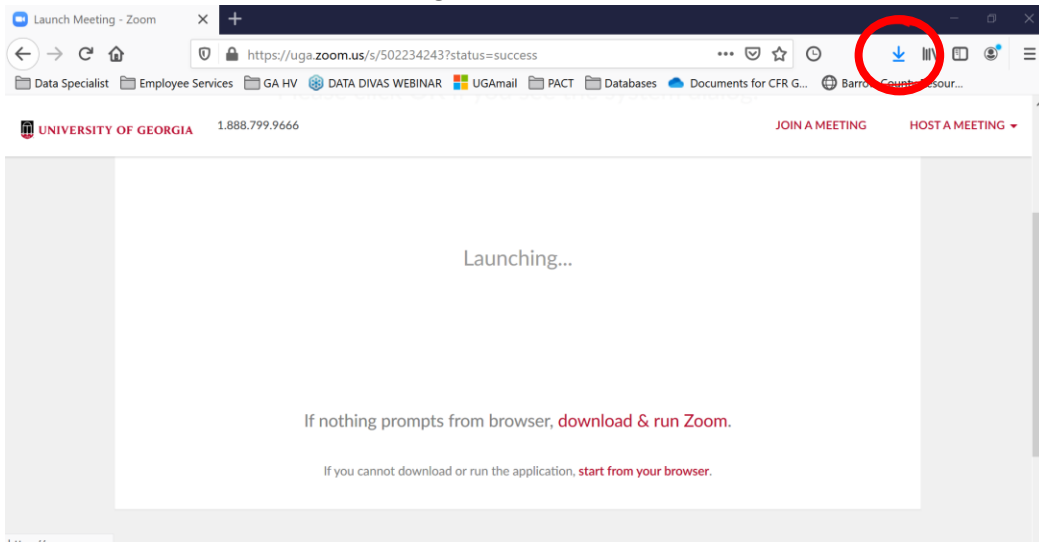 Launch Meeting - Zoom
https://uga.zoom.us/s/502234243?status=success
Data Specialist Employee Services GA HV DATA DIVAS WEBINAR UGAmail PACT Databases Documents for CFR G... Barrow County Resour...
UNIVERSITY OF GEORGIA 1.888.799.9666 JOIN A MEETING HOST A MEETING
Launching...
If nothing prompts from browser, download & run Zoom.
If you cannot download or run the application, start from your browser.